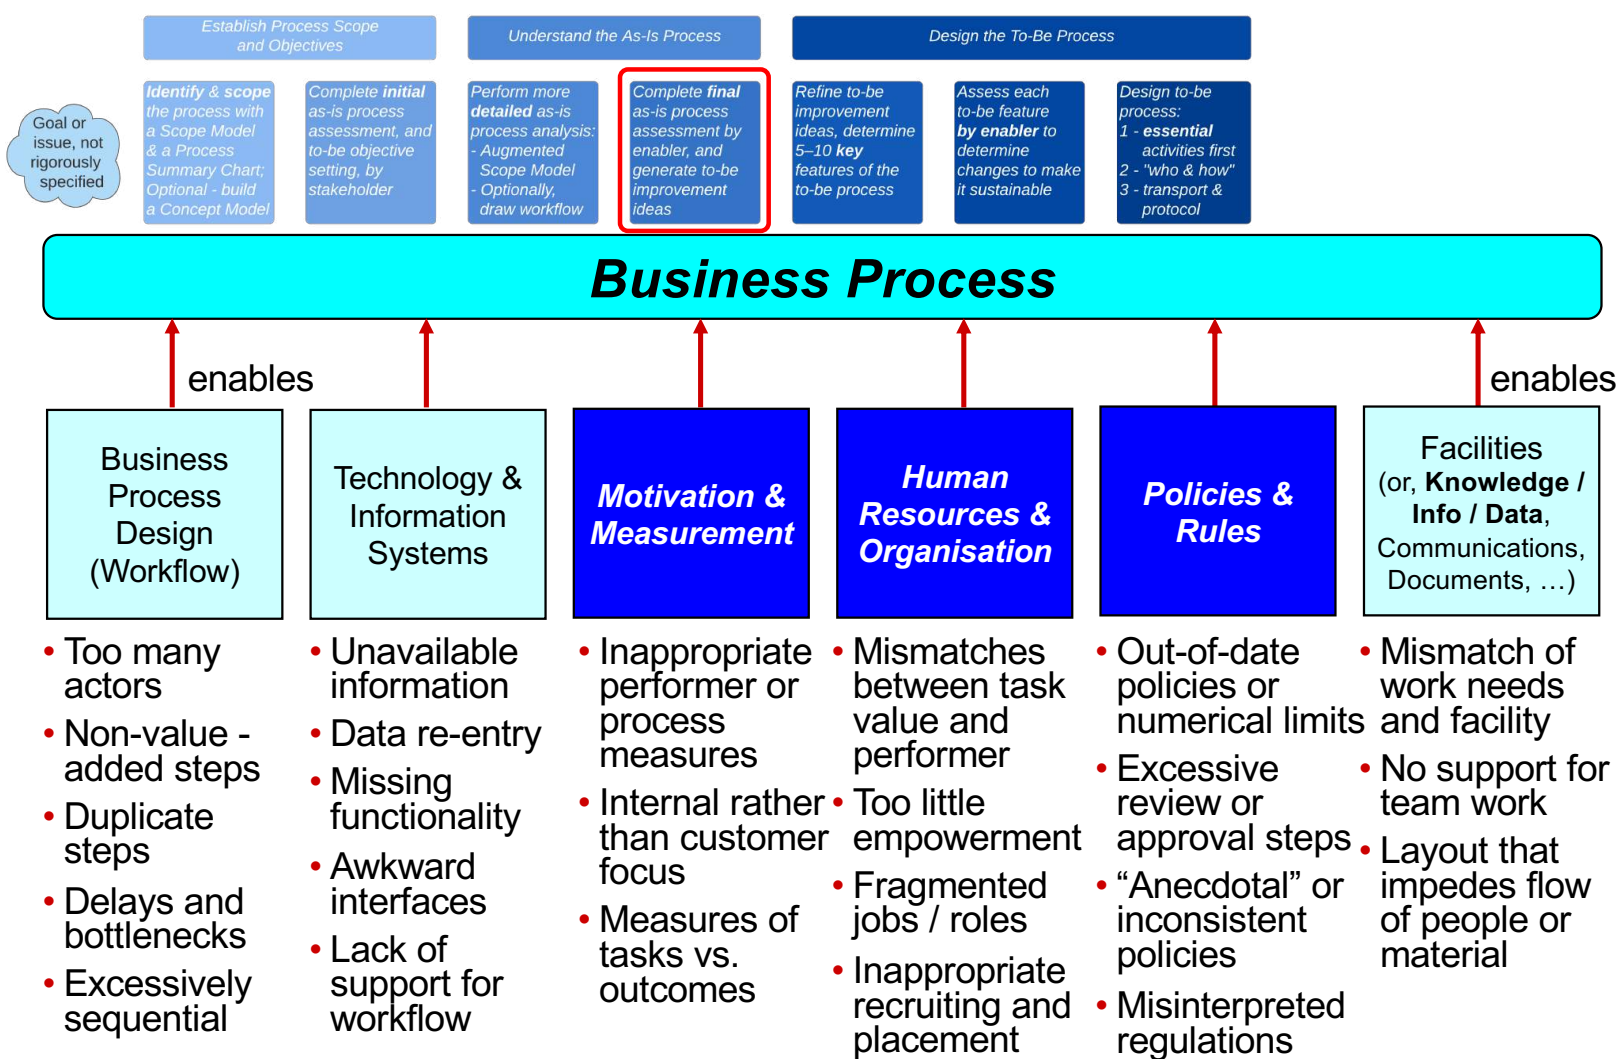 Establish Process Scope
and Objectives
Understand the As-Is Process
Design the To-Be Process
Goal or
issue, not
rigorously
specified
Identify & scope
the process with
a Scope Model
& a Process
Summary Chart;
Optional - build
a Concept Model
Complete initial
as-is process
assessment, and
to-be objective
setting, by
stakeholder
Perform more
detailed as-is
process analysis:
- Augmented
Scope Model
- Optionally,
draw workflow
Complete final
as-is process
assessment by
enabler, and
generate to-be
improvement
ideas
Refine to-be
improvement
ideas, determine
5–10 key
features of the
to-be process
Assess each
to-be feature
by enabler to
determine
changes to make
it sustainable
Design to-be
process:
1 - essential
activities first
2 - "who & how"
3 - transport &
protocol
Business Process
enables
enables
Business
Process
Design
(Workflow)
Technology &
Information
Systems
Motivation &
Measurement
Human
Resources &
Organisation
Policies &
Rules
Facilities
(or, Knowledge /
Info / Data,
Communications,
Documents, …)
• Too many
actors
• Non-value -
added steps
• Duplicate
steps
• Delays and
bottlenecks
• Excessively
sequential
• Unavailable
information
• Data re-entry
• Missing
functionality
• Awkward
interfaces
• Lack of
support for
workflow
• Inappropriate
performer or
process
measures
• Internal rather
than customer
focus
• Measures of
tasks vs.
outcomes
• Mismatches
between task
value and
performer
• Too little
empowerment
• Fragmented
jobs / roles
• Inappropriate
recruiting and
placement
• Out-of-date
policies or
numerical limits
• Excessive
review or
approval steps
• “Anecdotal” or
inconsistent
policies
• Misinterpreted
regulations
• Mismatch of
work needs
and facility
• No support for
team work
• Layout that
impedes flow
of people or
material